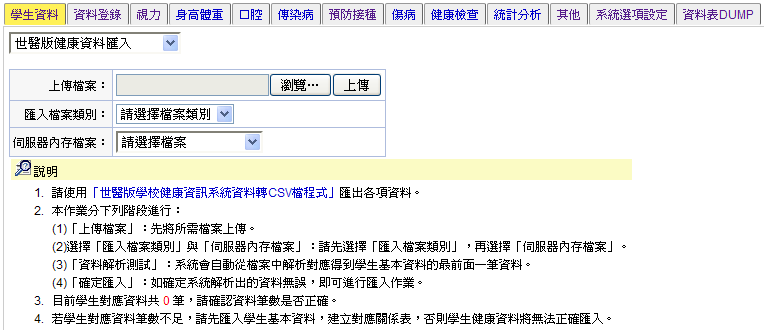 學生資料 資料登錄 視力 身高體重 口腔 傳染病 預防接種 傷病 健康檢查 統計分析 其他 系統選項設定 資料表DUMP
世醫版健康資料匯入
上傳檔案： 瀏覽… 上傳
匯入檔案類別： 請選擇檔案類別
伺服器內存檔案： 請選擇檔案
說明
1. 請使用「世醫版學校健康資訊系統資料轉CSV檔程式」匯出各項資料。
2. 本作業分下列階段進行：
(1)「上傳檔案」：先將所需檔案上傳。
(2)選擇「匯入檔案類別」與「伺服器內存檔案」：請先選擇「匯入檔案類別」，再選擇「伺服器內存檔案」。
(3)「資料解析測試」：系統會自動從檔案中解析對應得到學生基本資料的最前面一筆資料。
(4)「確定匯入」：如確定系統解析出的資料無誤，即可進行匯入作業。
3. 目前學生對應資料共 0 筆，請確認資料筆數是否正確。
4. 若學生對應資料筆數不足，請先匯入學生基本資料，建立對應關係表，否則學生健康資料將無法正確匯入。